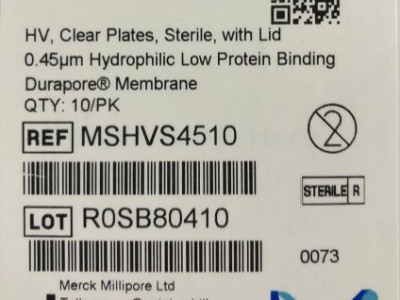 HV, Clear Plates, Sterile, with Lid
0.45µm Hydrophilic Low Protein Binding
Durapore® Membrane
QTY: 10/PK
REF MSHVS4510
2
STERILE R
LOT R0SB80410
0073
Merck Millipore Ltd